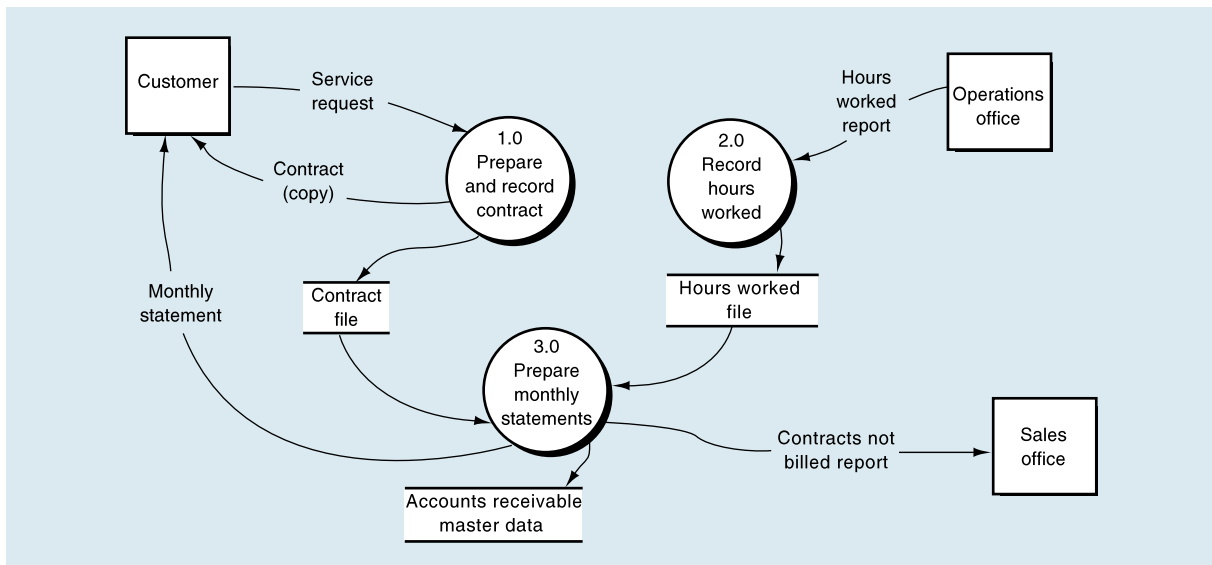 Customer
Service
request
Hours
worked
report
Operations
office
1.0
Prepare
and record
contract
2.0
Record
hours
worked
Contract
(copy)
Monthly
statement
Contract
file
Hours worked
file
3.0
Prepare
monthly
statements
Contracts not
billed report
Sales
office
Accounts receivable
master data